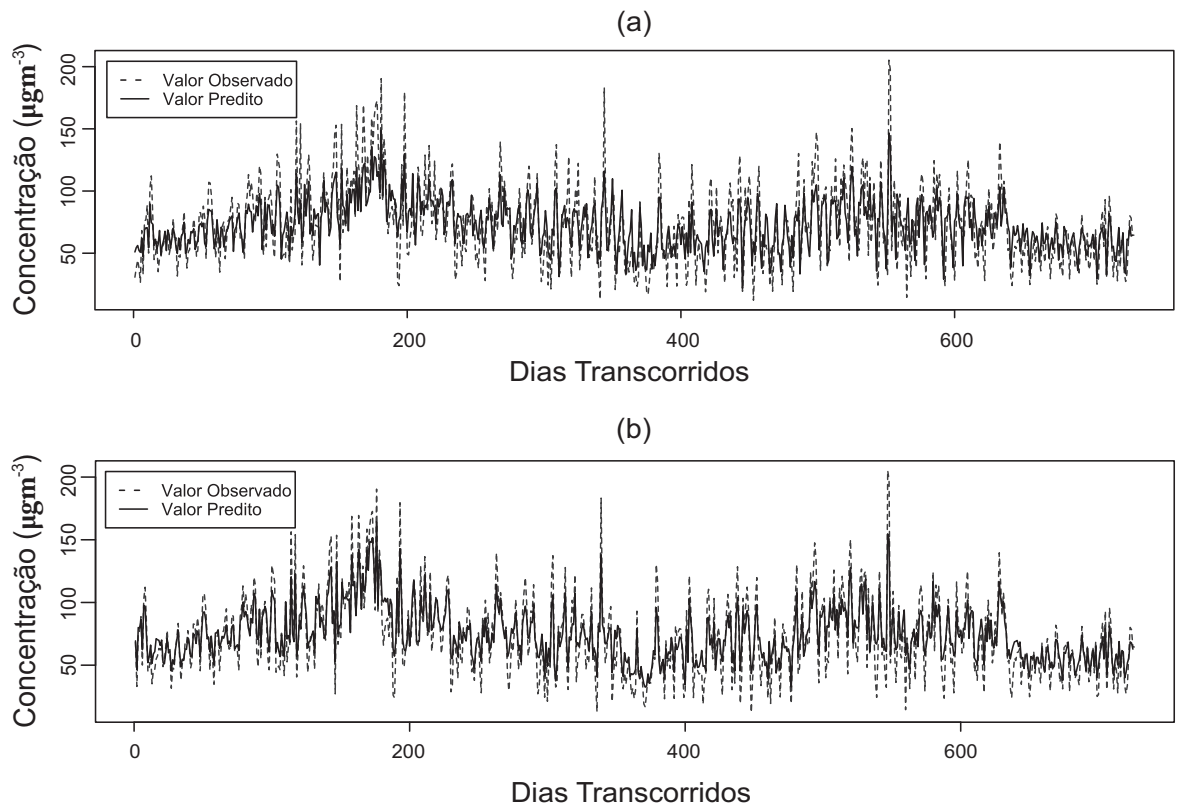 (a)
Concentração (µgm⁻³)
200
150
100
50
Valor Observado
Valor Predito
0
200
400
600
Dias Transcorridos
(b)
Concentração (µgm⁻³)
200
150
100
50
Valor Observado
Valor Predito
0
200
400
600
Dias Transcorridos